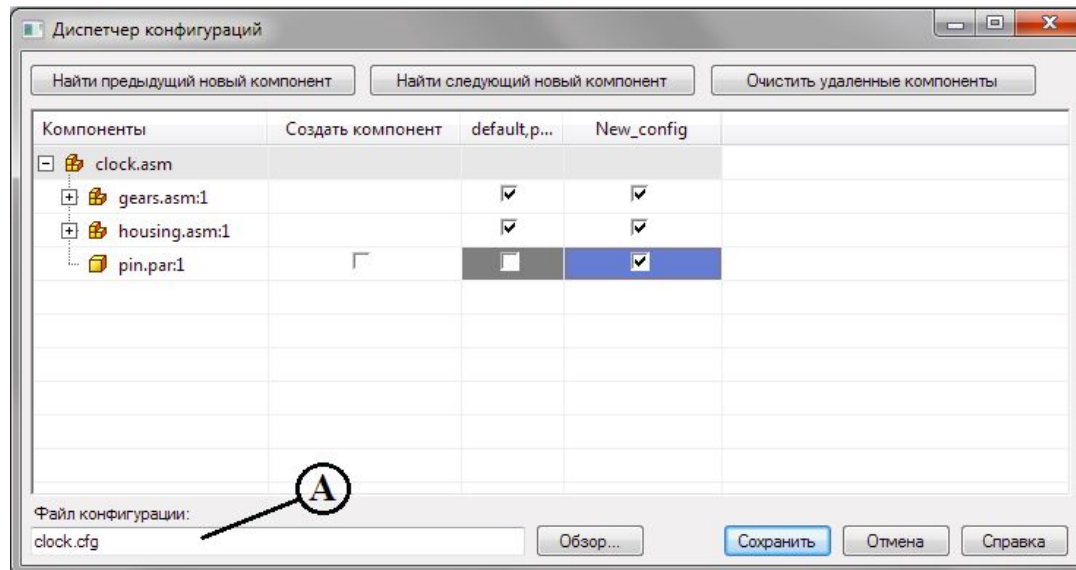 Диспетчер конфигураций
Найти предыдущий новый компонент Найти следующий новый компонент Очистить удаленные компоненты
Компоненты Создать компонент default,p... New_config
clock.asm
gears.asm:1
housing.asm:1
pin.par:1
A
Файл конфигурации:
clock.cfg Обзор... Сохранить Отмена Справка